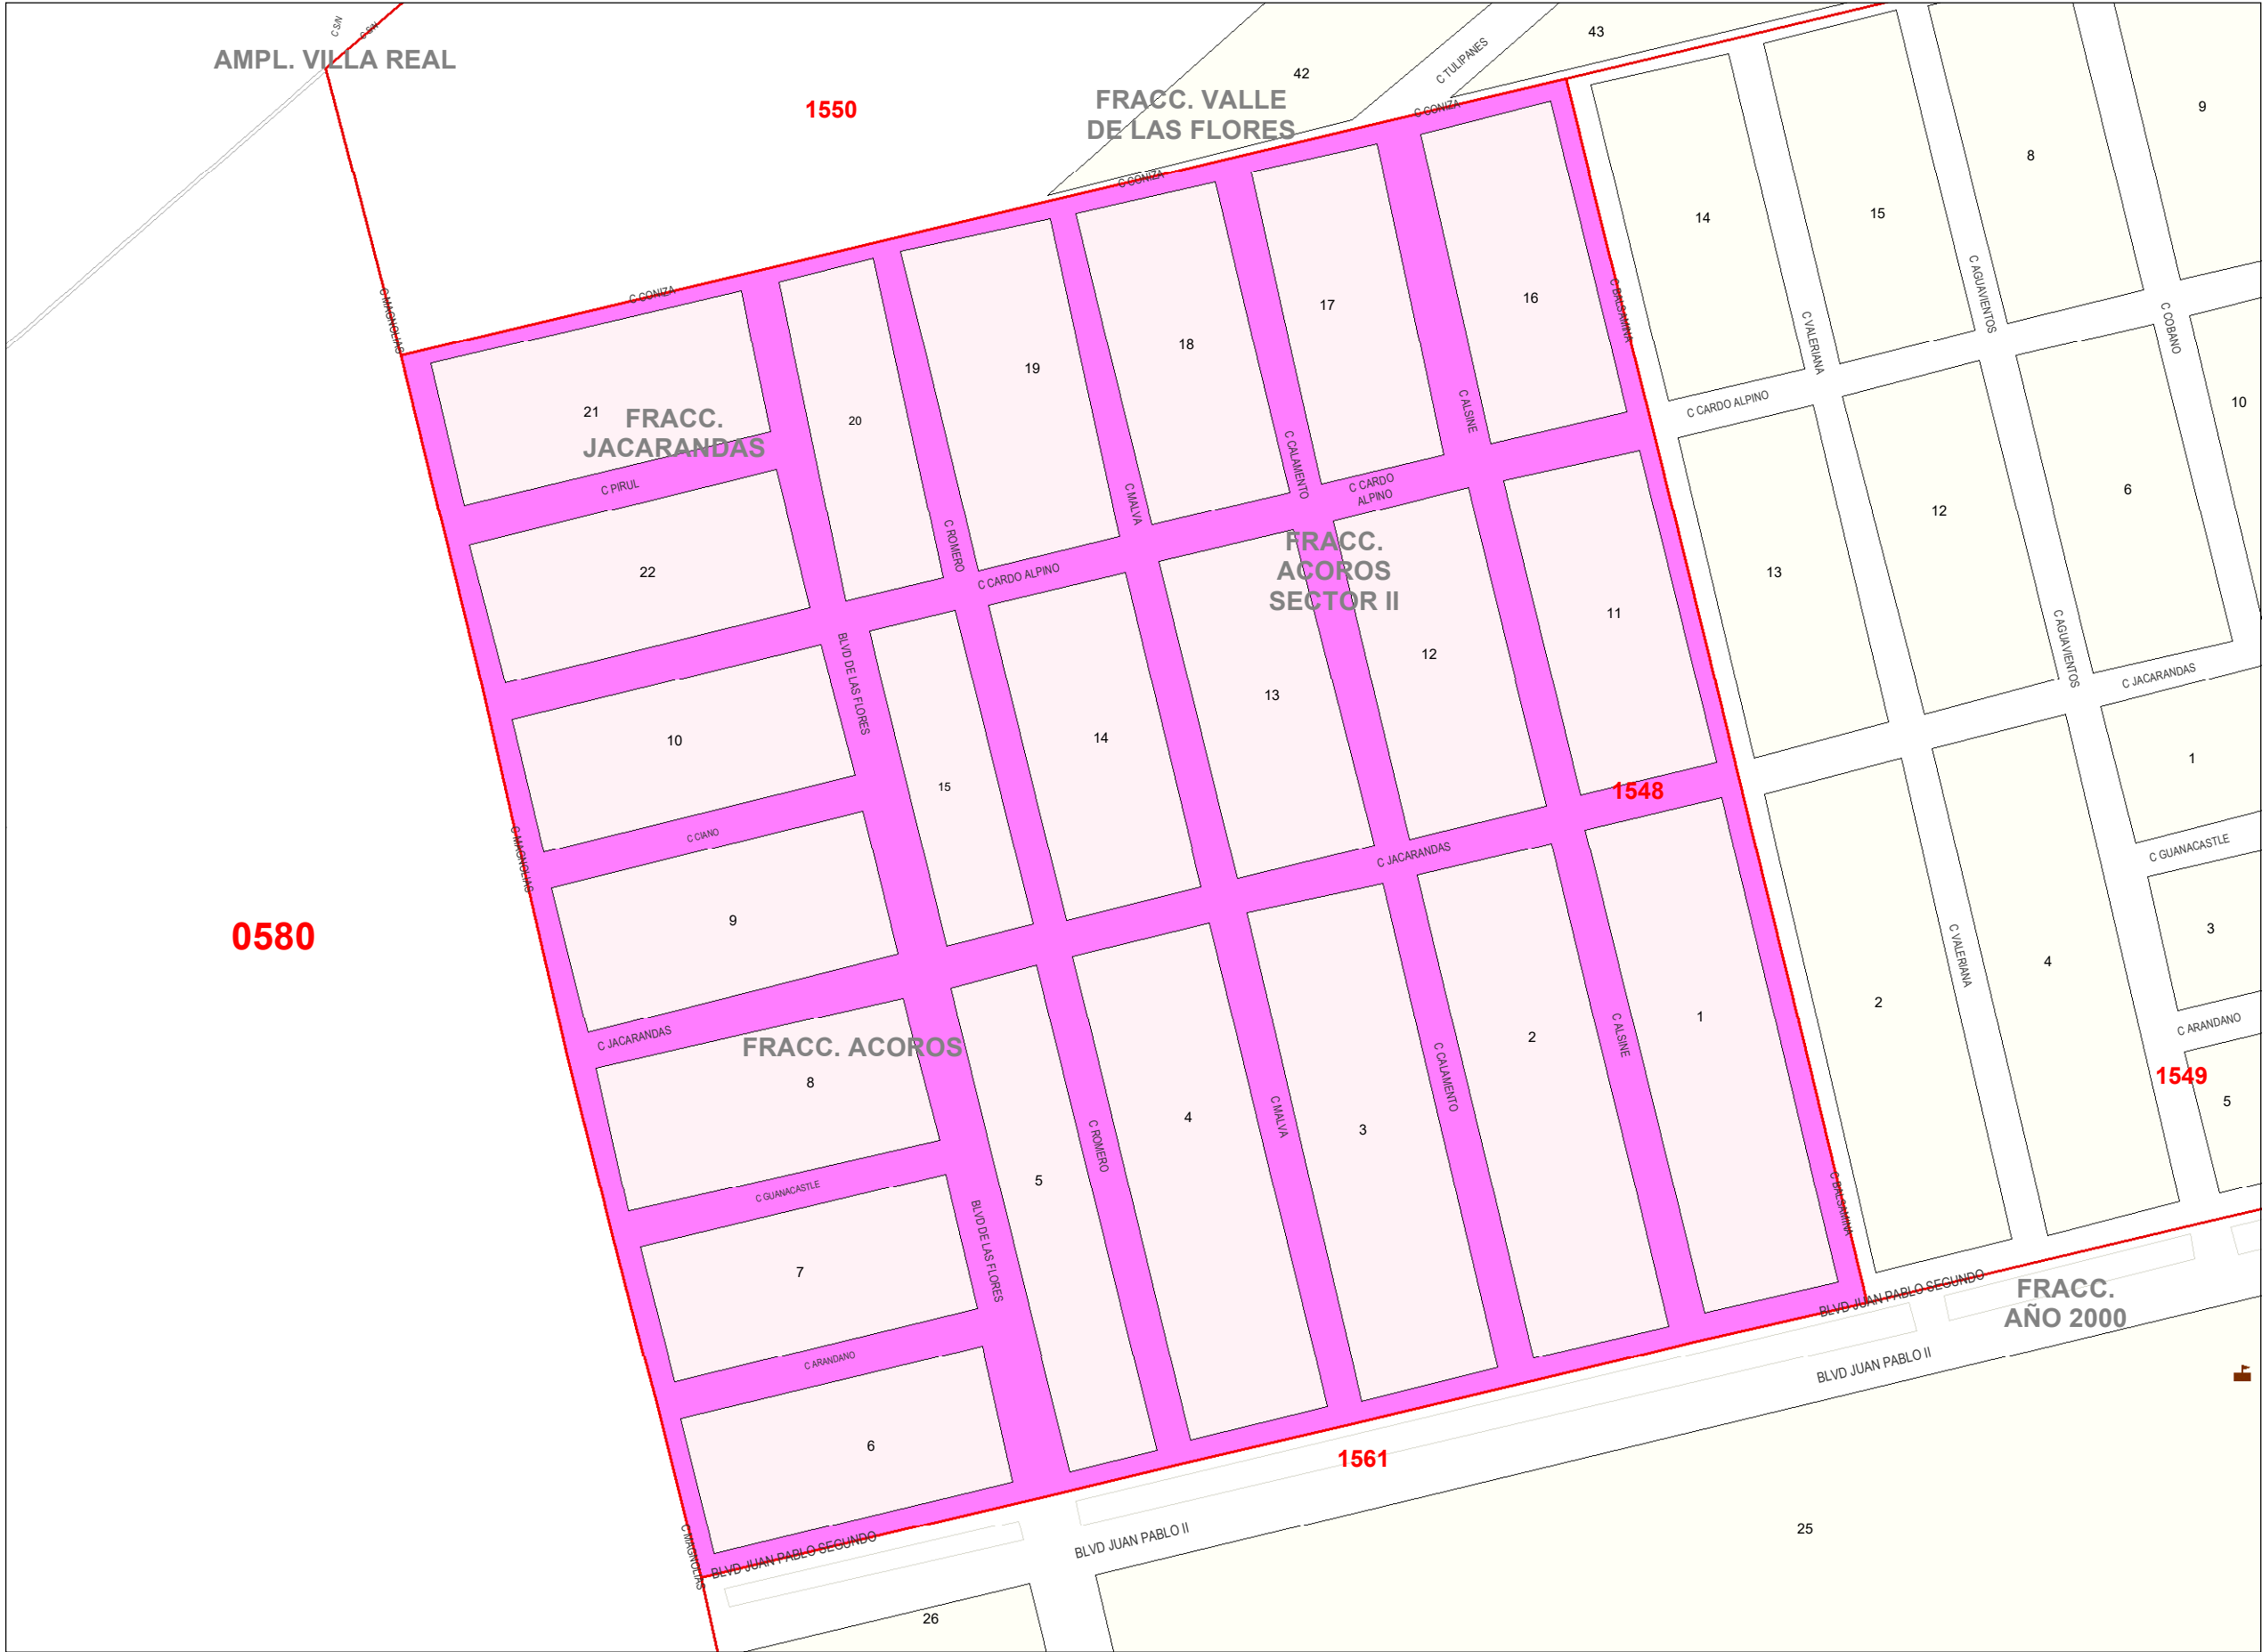 C S/N
C S/N
AMPL. VILLA REAL
1550
42
FRACC. VALLE
DE LAS FLORES
C TULIPANES
43
C CONIZA
C CONIZA
C CONIZA
C MAGNOLIAS
9
8
14
15
16
17
18
19
20
21
FRACC.
JACARANDAS
C PIRUL
22
C BALSAMINA
C VALERIANA
C AGUAVIENTOS
C COBANO
C CARDO ALPINO
10
C ALSINE
C CALAMENTO
C CARDO
ALPINO
C MALVA
C ROMERO
C CARDO ALPINO
FRACC.
ACOROS
SECTOR II
6
12
13
11
12
13
14
15
10
BLVD DE LAS FLORES
C AGUAVIENTOS
C JACARANDAS
1
1548
C CIANO
C MAGNOLIAS
C JACARANDAS
C GUANACASTLE
0580
9
3
4
2
C VALERIANA
C ARANDANO
1549
5
C JACARANDAS
FRACC. ACOROS
8
1
2
C ALSINE
C CALAMENTO
3
C MALVA
4
C ROMERO
5
C GUANACASTLE
BLVD DE LAS FLORES
7
C ARANDANO
6
C BALSAMINA
BLVD JUAN PABLO SEGUNDO
FRACC.
AÑO 2000
BLVD JUAN PABLO II
1561
25
BLVD JUAN PABLO II
BLVD JUAN PABLO SEGUNDO
C MAGNOLIAS
26